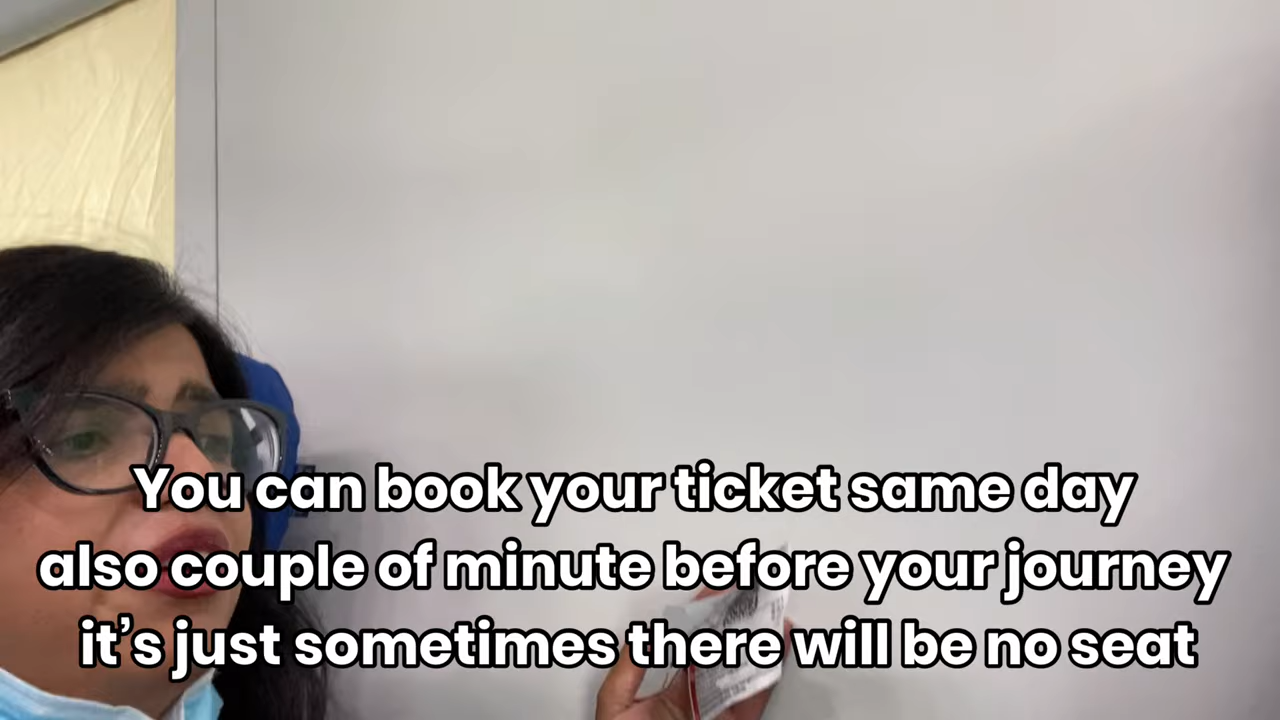 You can book your ticket same day
also couple of minute before your journey
it’s just sometimes there will be no seat